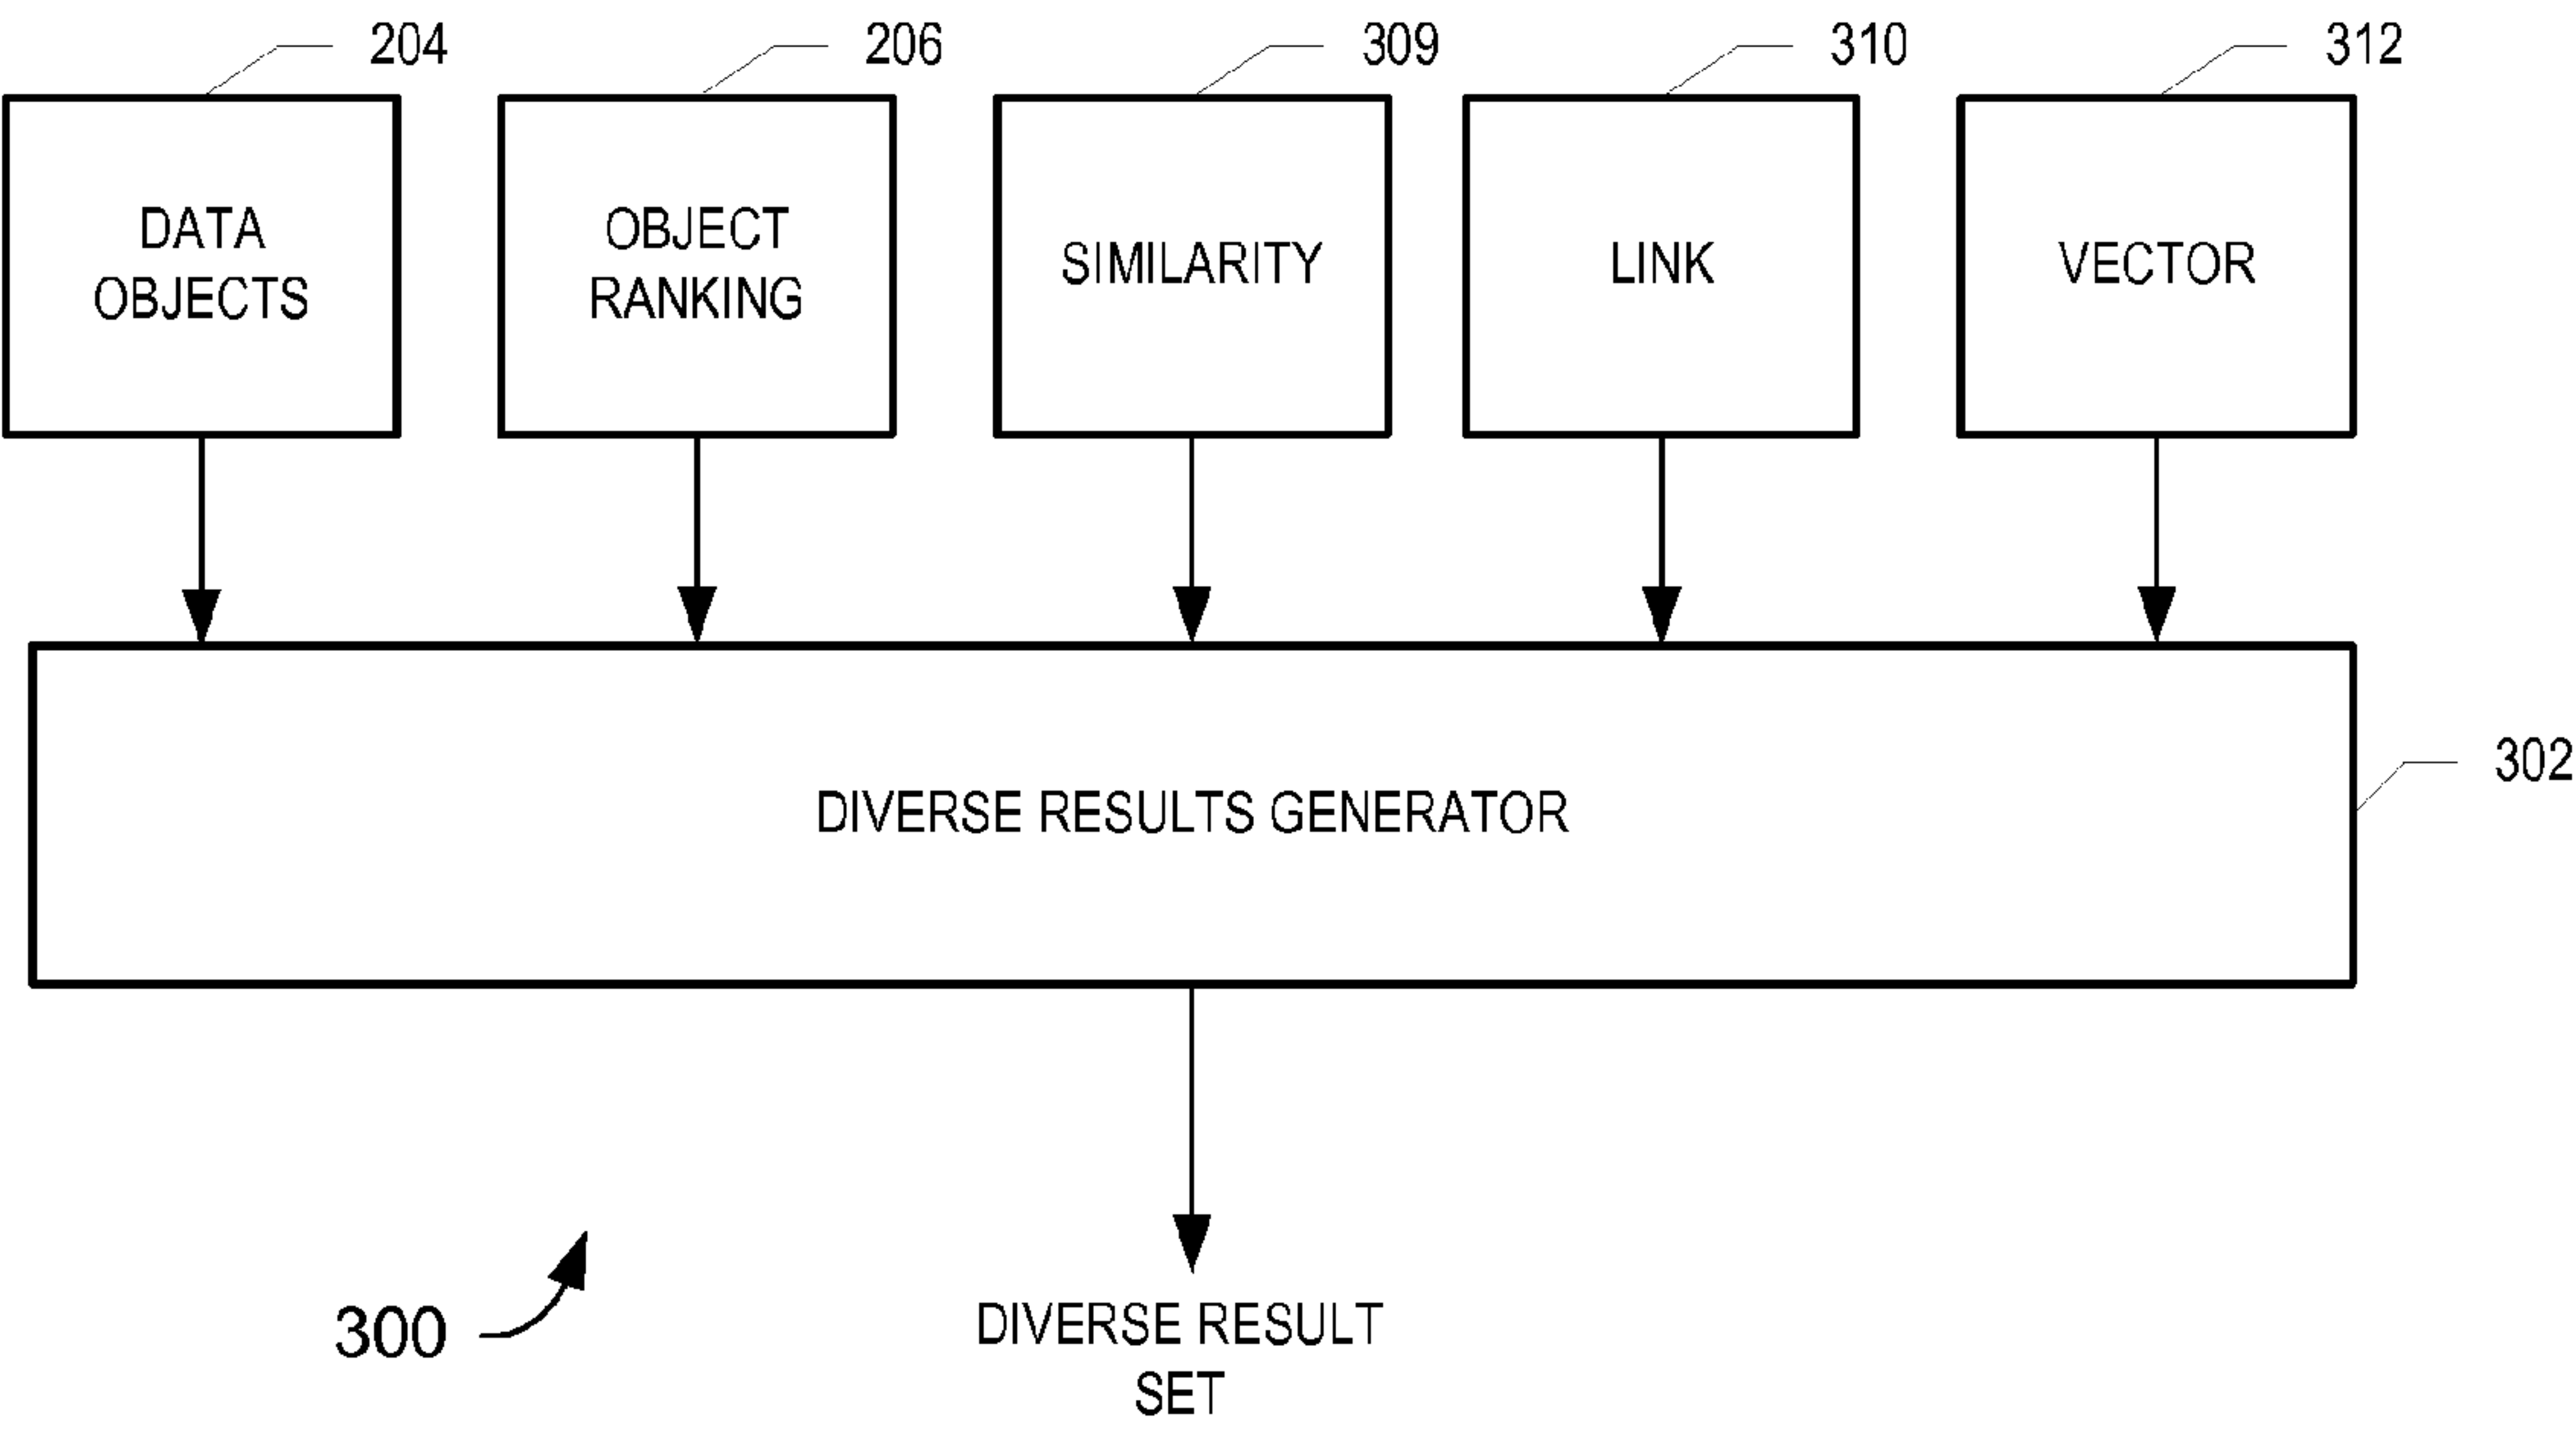 204
206
309
310
312
DATA
OBJECTS
OBJECT
RANKING
SIMILARITY
LINK
VECTOR
302
DIVERSE RESULTS GENERATOR
300
DIVERSE RESULT
SET